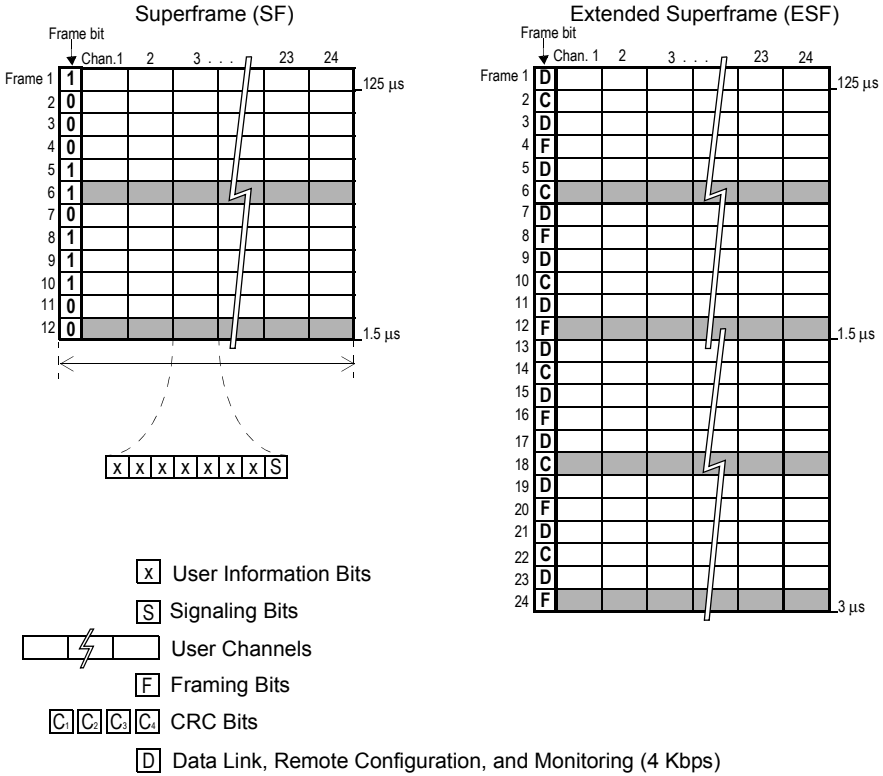 Superframe (SF)
Frame bit
Chan.1 2 3 . . . 23 24
Frame 1 1 125 µs
2 0
3 0
4 0
5 1
6 1
7 0
8 1
9 1
10 1
11 0
12 0 1.5 µs
x x x x x x x S
Extended Superframe (ESF)
Frame bit
Chan. 1 2 3 . . . 23 24
Frame 1 D 125 µs
2 C
3 D
4 F
5 D
6 C
7 D
8 F
9 D
10 C
11 D
12 F 1.5 µs
13 D
14 C
15 D
16 F
17 D
18 C
19 D
20 F
21 D
22 C
23 D
24 F 3 µs
x User Information Bits
S Signaling Bits
User Channels
F Framing Bits
C1 C2 C3 C4 CRC Bits
D Data Link, Remote Configuration, and Monitoring (4 Kbps)